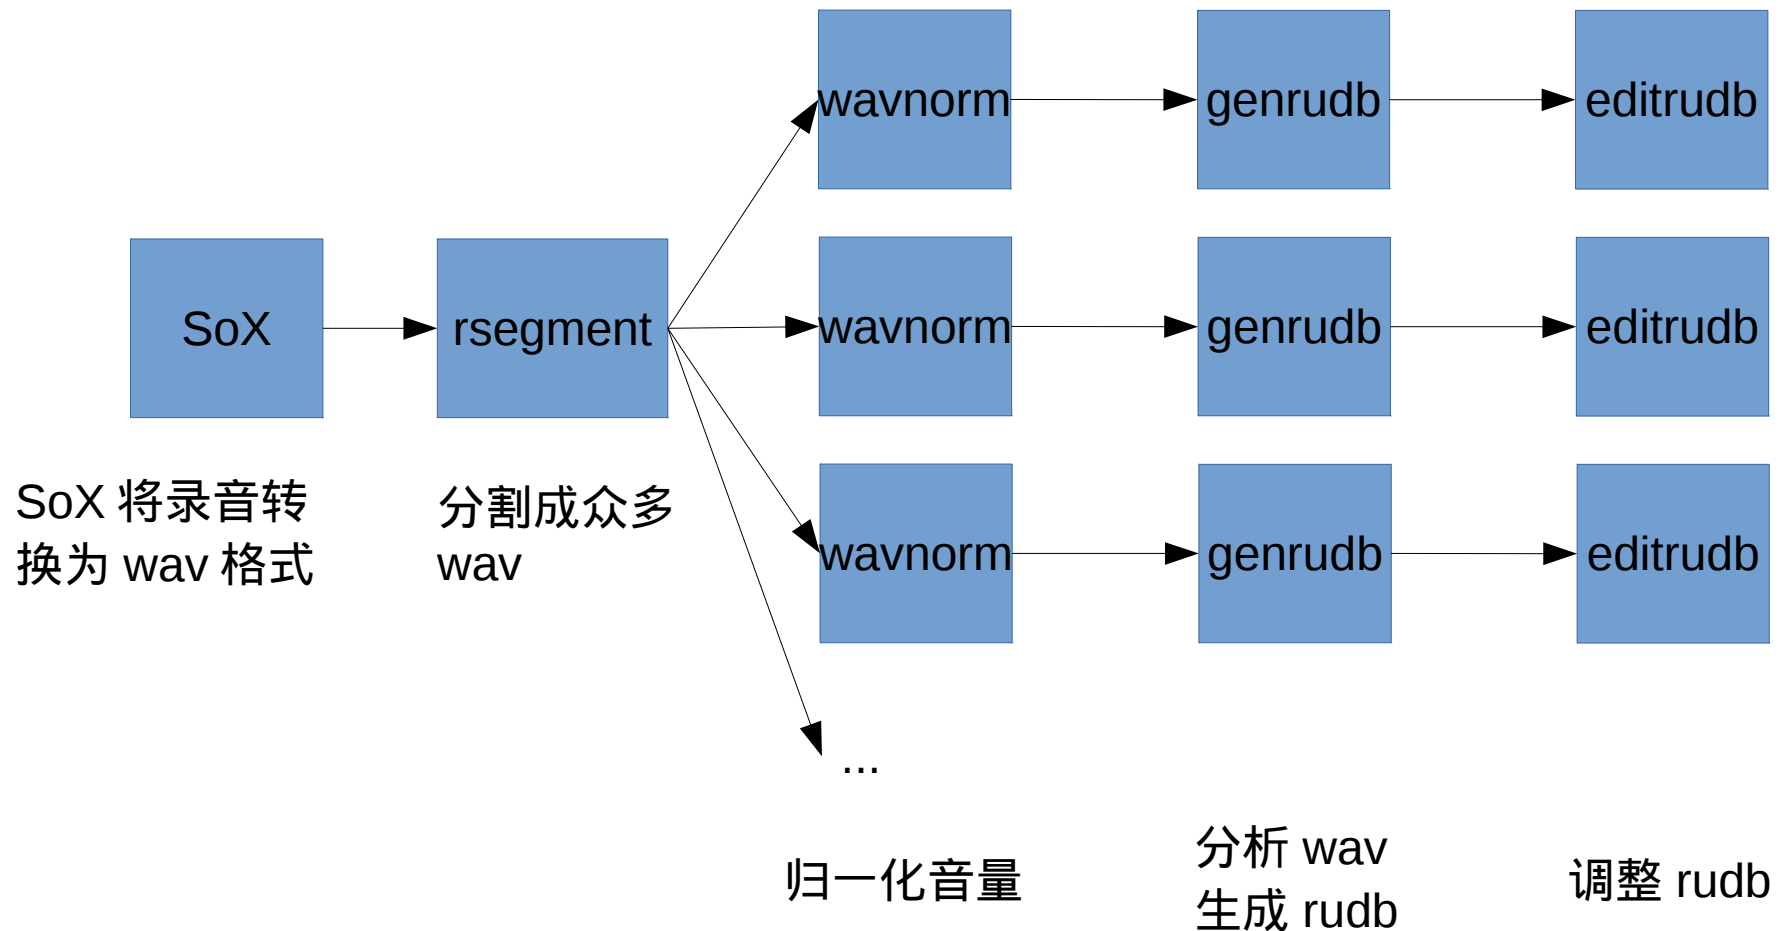 wavnorm
genrudb
editrudb
SoX
rsegment
wavnorm
genrudb
editrudb
wavnorm
genrudb
editrudb
SoX 将录音转
换为 wav 格式
分割成众多
wav
...
归一化音量
分析 wav
生成 rudb
调整 rudb